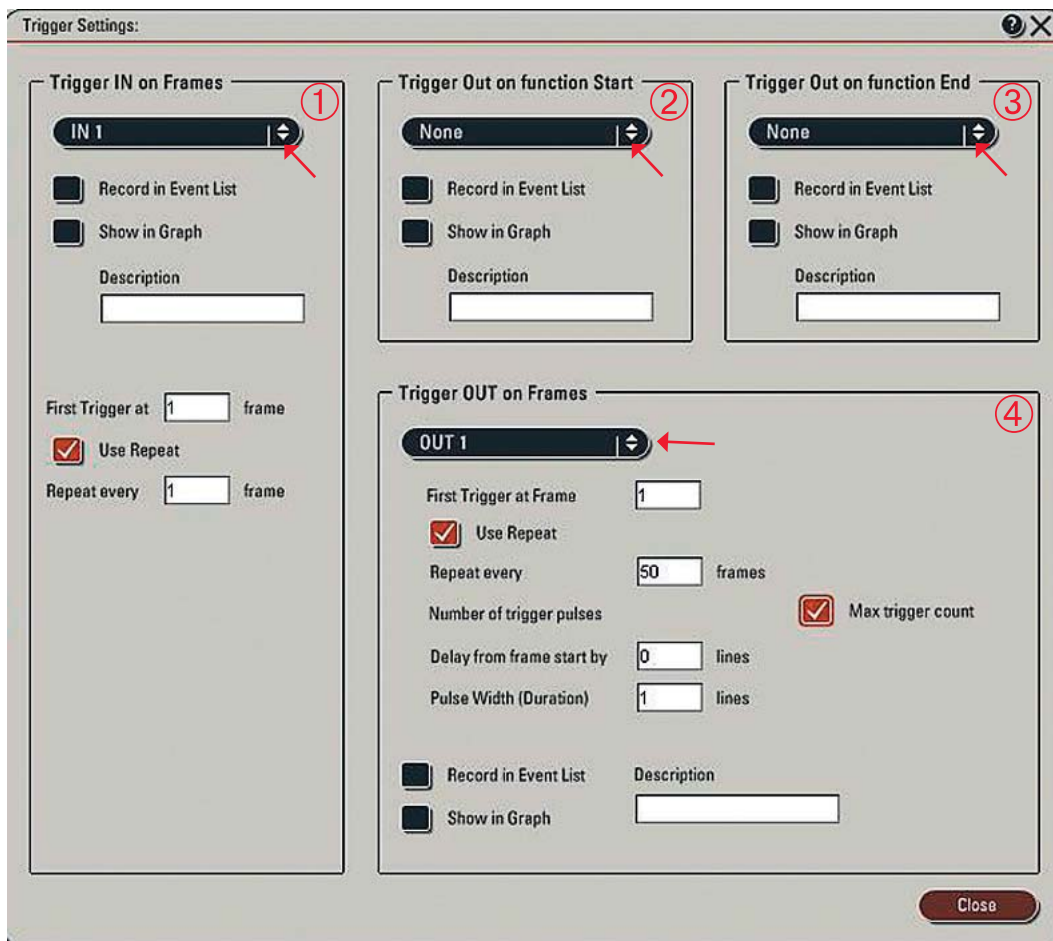 Trigger Settings:
Trigger IN on Frames
①
IN 1
Record in Event List
Show in Graph
Description
First Trigger at 1 frame
Use Repeat
Repeat every 1 frame
Trigger Out on function Start
②
None
Record in Event List
Show in Graph
Description
Trigger Out on function End
③
None
Record in Event List
Show in Graph
Description
Trigger OUT on Frames
④
OUT 1
First Trigger at Frame 1
Use Repeat
Repeat every 50 frames
Number of trigger pulses Max trigger count
Delay from frame start by 0 lines
Pulse Width (Duration) 1 lines
Record in Event List Description
Show in Graph
Close